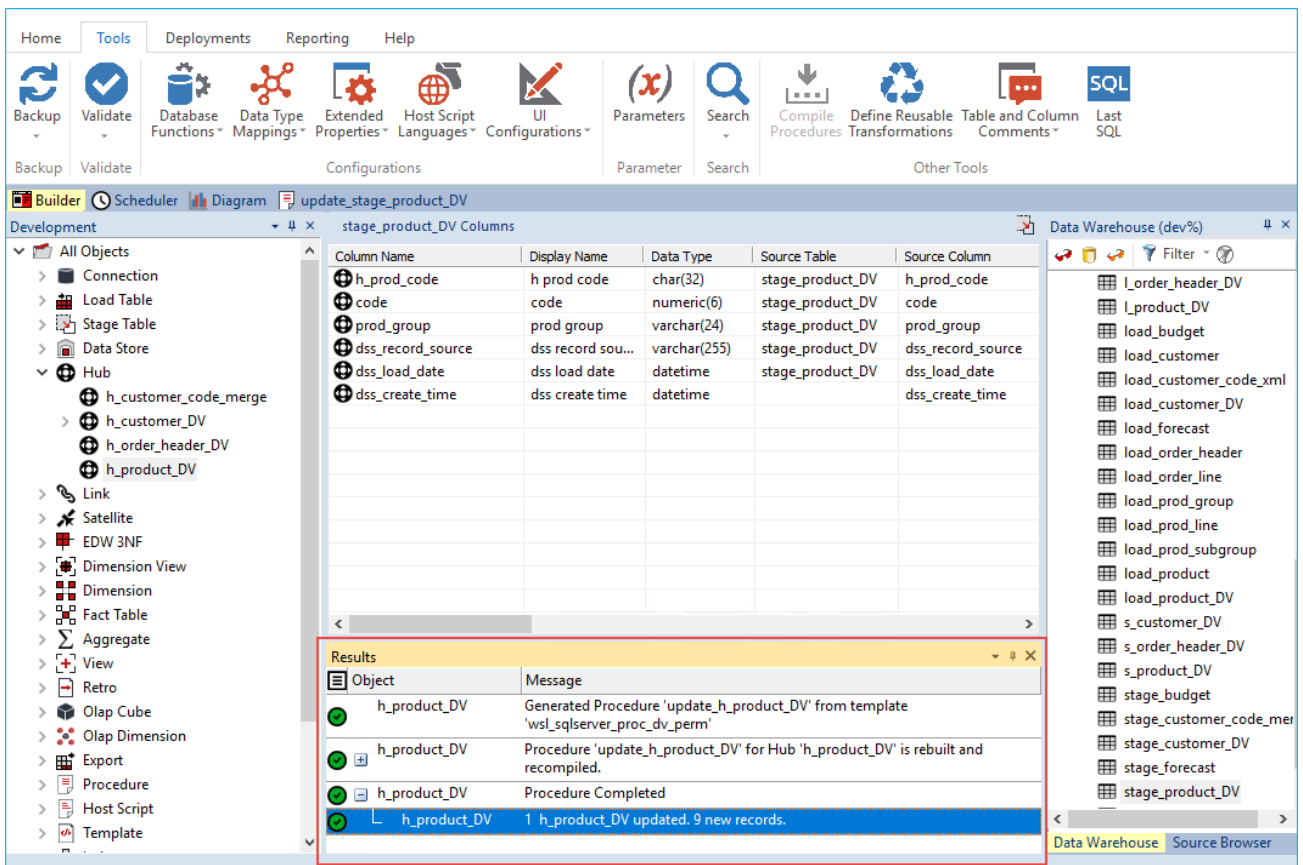 Home Tools Deployments Reporting Help
Backup Validate Database Functions Data Type Mappings Extended Properties Host Script Languages UI Configurations Parameters Search Compile Procedures Define Reusable Transformations Table and Column Comments SQL Last SQL
Backup Validate Configurations Parameter Search Other Tools
Builder Scheduler Diagram update_stage_product_DV
Development
All Objects
Connection
Load Table
Stage Table
Data Store
Hub
h_customer_code_merge
h_customer_DV
h_order_header_DV
h_product_DV
Link
Satellite
EDW 3NF
Dimension View
Dimension
Fact Table
Aggregate
View
Retro
Olap Cube
Olap Dimension
Export
Procedure
Host Script
Template
stage_product_DV Columns
Column Name Display Name Data Type Source Table Source Column
h_prod_code h prod code char(32) stage_product_DV h_prod_code
code code numeric(6) stage_product_DV code
prod_group prod group varchar(24) stage_product_DV prod_group
dss_record_source dss record sou... varchar(255) stage_product_DV dss_record_source
dss_load_date dss load date datetime stage_product_DV dss_load_date
dss_create_time dss create time datetime dss_create_time
Results
Object Message
h_product_DV Generated Procedure 'update_h_product_DV' from template
'wsl_sqlserver_proc_dv_perm'
h_product_DV Procedure 'update_h_product_DV' for Hub 'h_product_DV' is rebuilt and
recompiled.
h_product_DV Procedure Completed
h_product_DV 1 h_product_DV updated. 9 new records.
Data Warehouse (dev%)
Filter
l_order_header_DV
l_product_DV
load_budget
load_customer
load_customer_code_xml
load_customer_DV
load_forecast
load_order_header
load_order_line
load_prod_group
load_prod_line
load_prod_subgroup
load_product
load_product_DV
s_customer_DV
s_order_header_DV
s_product_DV
stage_budget
stage_customer_code_mer
stage_customer_DV
stage_forecast
stage_product_DV
Data Warehouse Source Browser